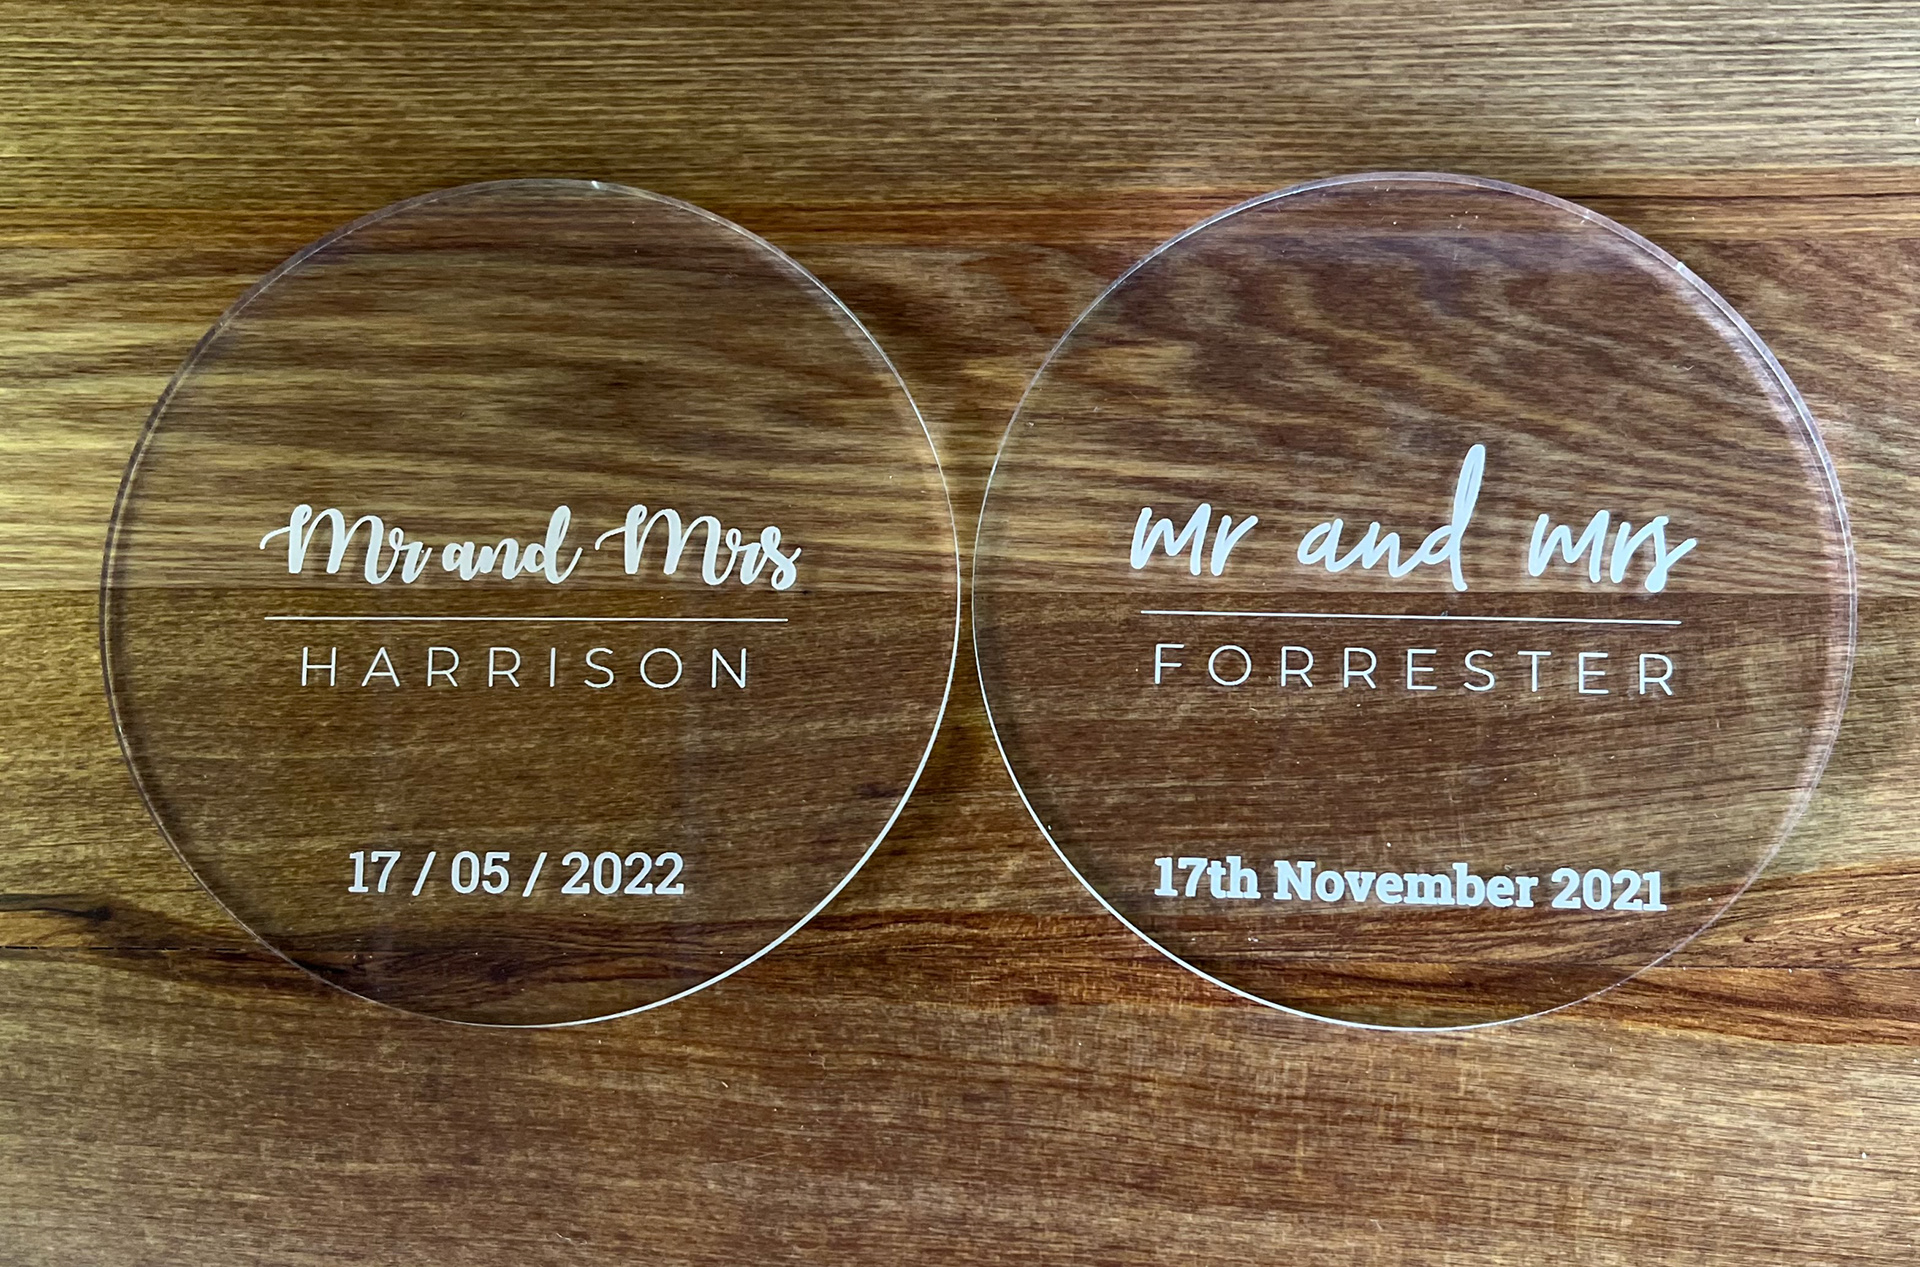 Mr and Mrs
HARRISON
17 / 05 / 2022
mr and mrs
FORRESTER
17th November 2021